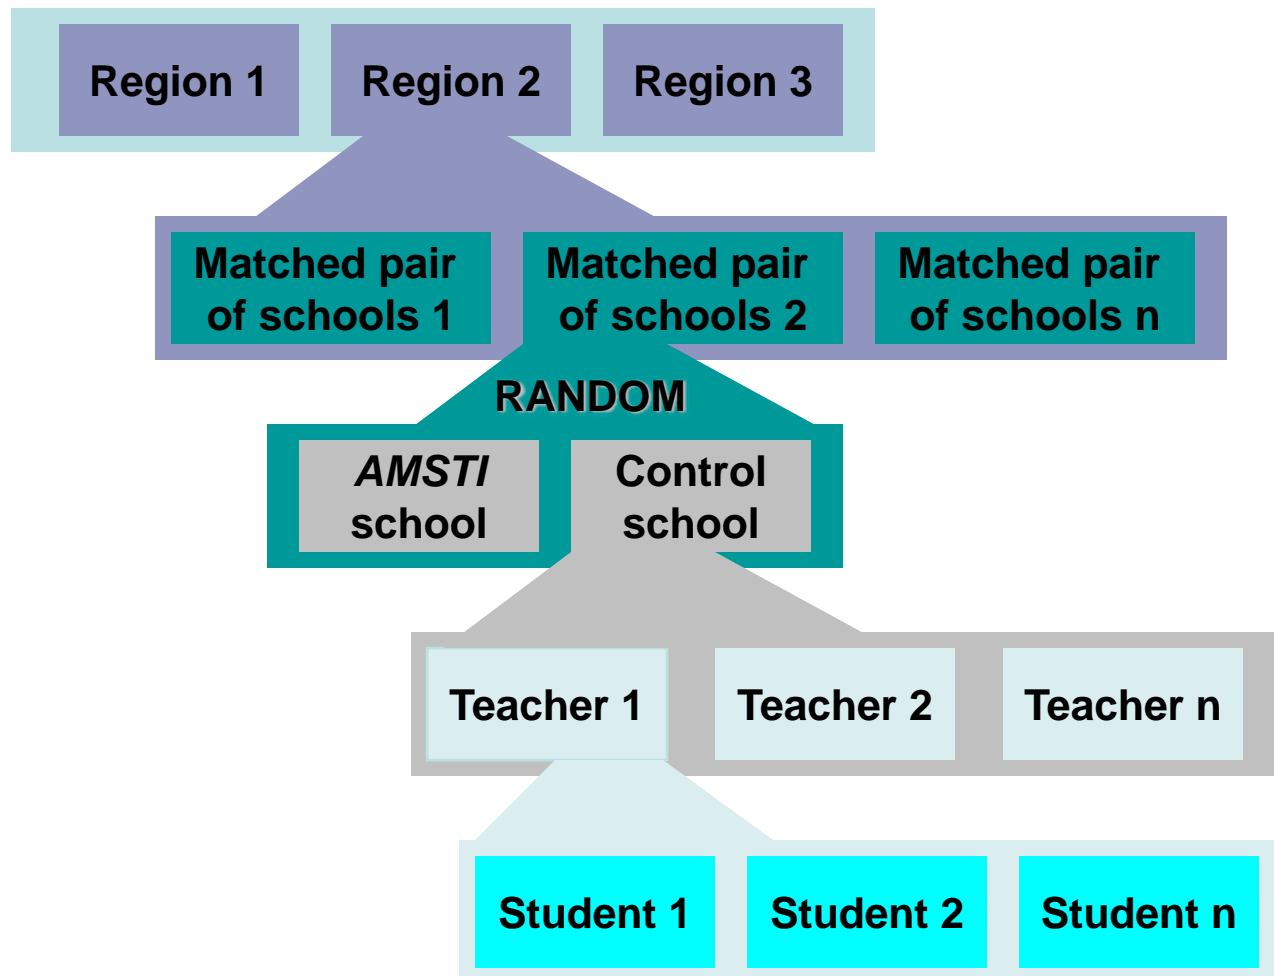 Region 1 Region 2 Region 3
Matched pair of schools 1
Matched pair of schools 2
Matched pair of schools n
RANDOM
AMSTI school
Control school
Teacher 1 Teacher 2 Teacher n
Student 1 Student 2 Student n